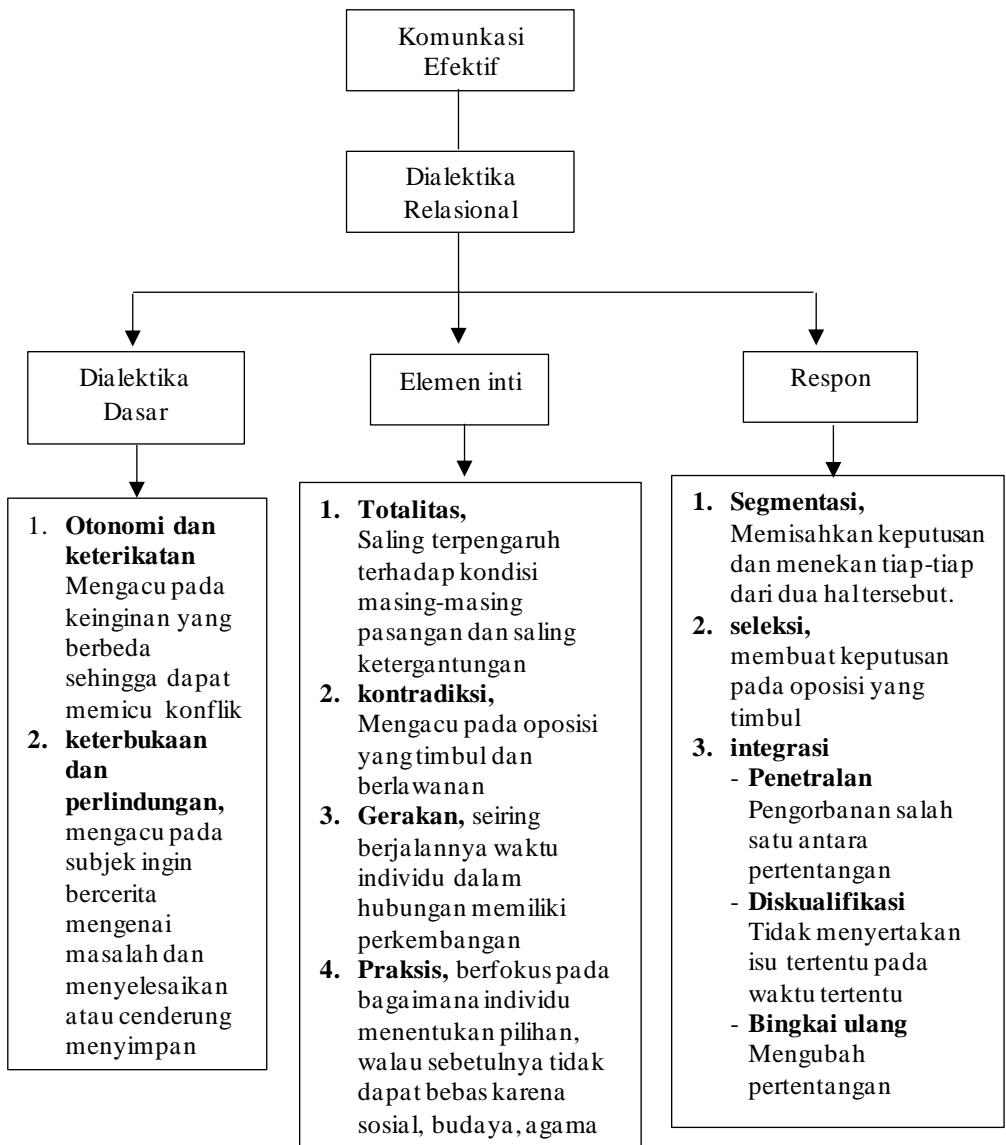 Komunkasi
Efektif
Dialektika
Relasional
Dialektika
Dasar
Elemen inti
Respon
1. Otonomi dan
keterikatan
Mengacu pada
keinginan yang
berbeda
sehingga dapat
memicu konflik
2. keterbukaan
dan
perlindungan,
mengacu pada
subjek ingin
bercerita
mengenai
masalah dan
menyelesaikan
atau cenderung
menyimpan
1. Totalitas,
Saling terpengaruh
terhadap kondisi
masing-masing
pasangan dan saling
ketergantungan
2. kontradiksi,
Mengacu pada oposisi
yang timbul dan
berlawanan
3. Gerakan, seiring
berjalannya waktu
individu dalam
hubungan memiliki
perkembangan
4. Praksis, berfokus pada
bagaimana individu
menentukan pilihan,
walau sebetulnya tidak
dapat bebas karena
sosial, budaya, agama
1. Segmentasi,
Memisahkan keputusan
dan menekan tiap-tiap
dari dua hal tersebut.
2. seleksi,
membuat keputusan
pada oposisi yang
timbul
3. integrasi
- Penetralan
Pengorbanan salah
satu antara
pertentangan
- Diskualifikasi
Tidak menyertakan
isu tertentu pada
waktu tertentu
- Bingkai ulang
Mengubah
pertentangan